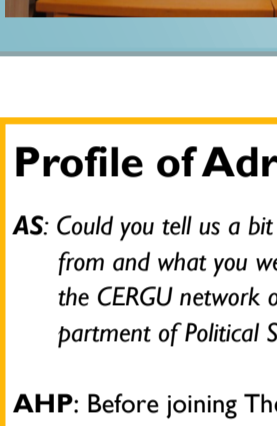 Profile of Adr
AS: Could you tell us a bit
from and what you we
the CERGU network o
partment of Political S
AHP: Before joining The